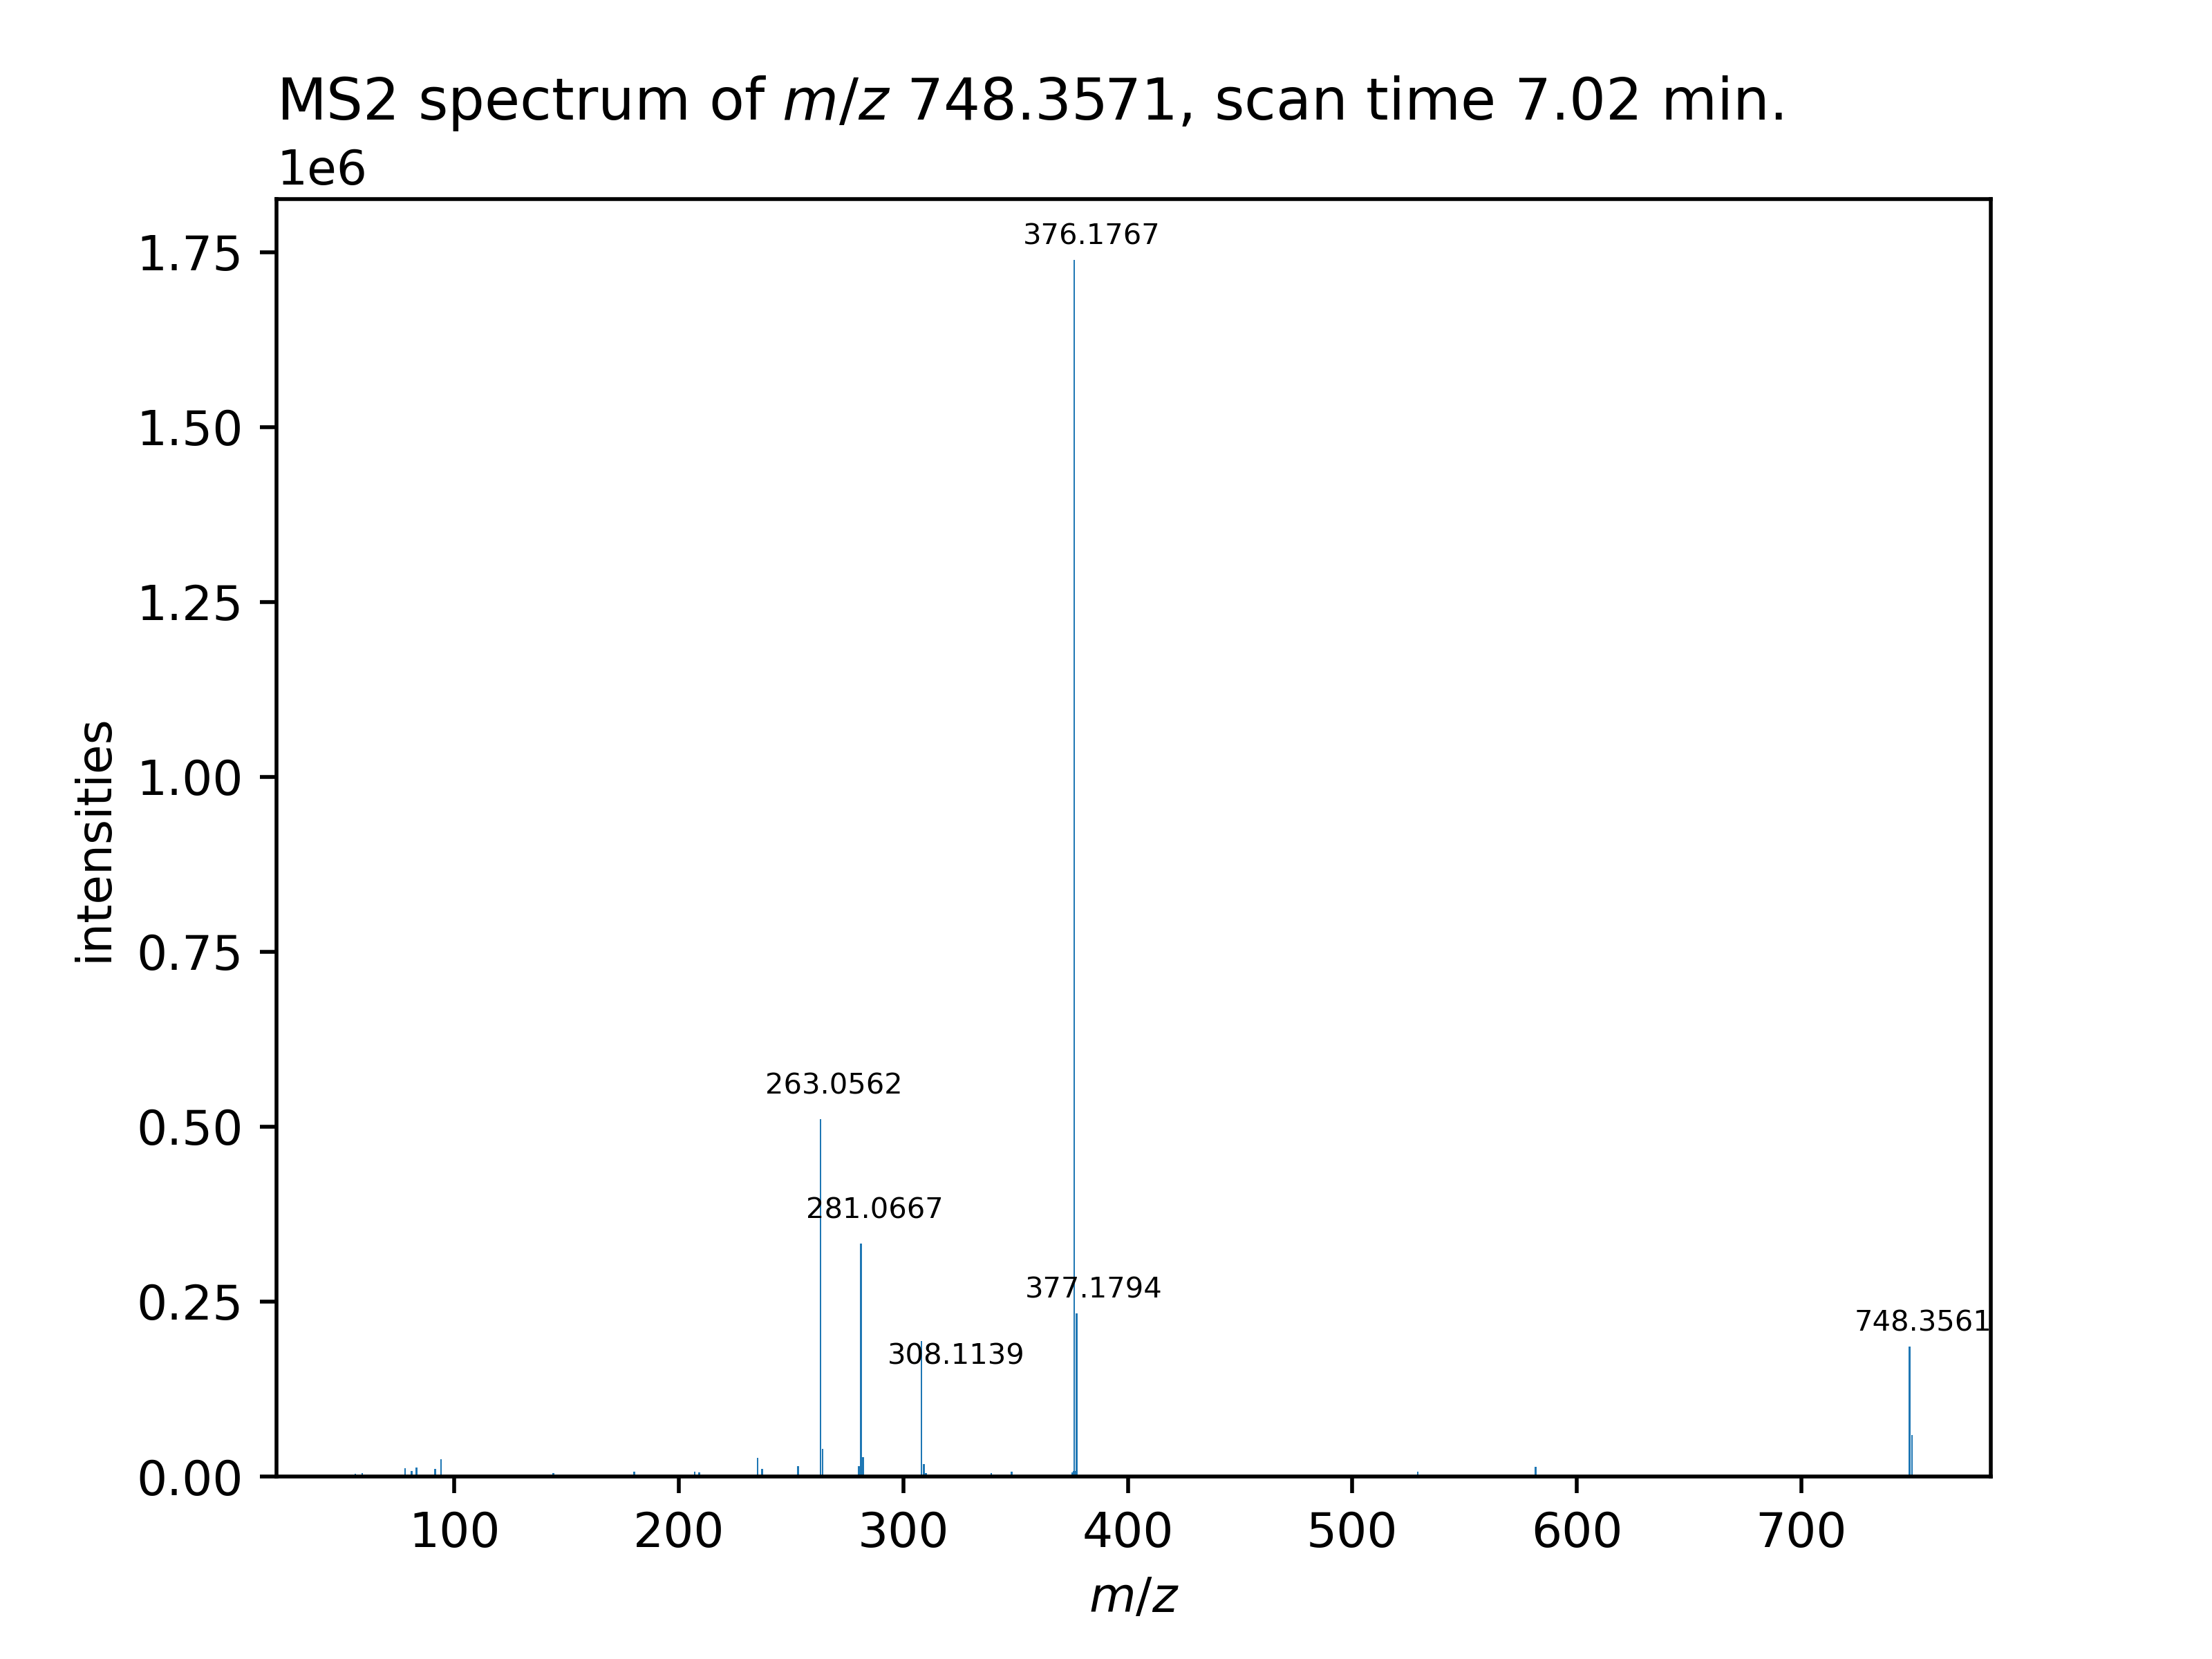 MS2 spectrum of m/z 748.3571, scan time 7.02 min.
1e6
376.1767
1.75
1.50
1.25
1.00
intensities
0.75
263.0562
0.50
281.0667
377.1794
0.25
748.3561
308.1139
0.00
100 200 300 400 500 600 700
m/z